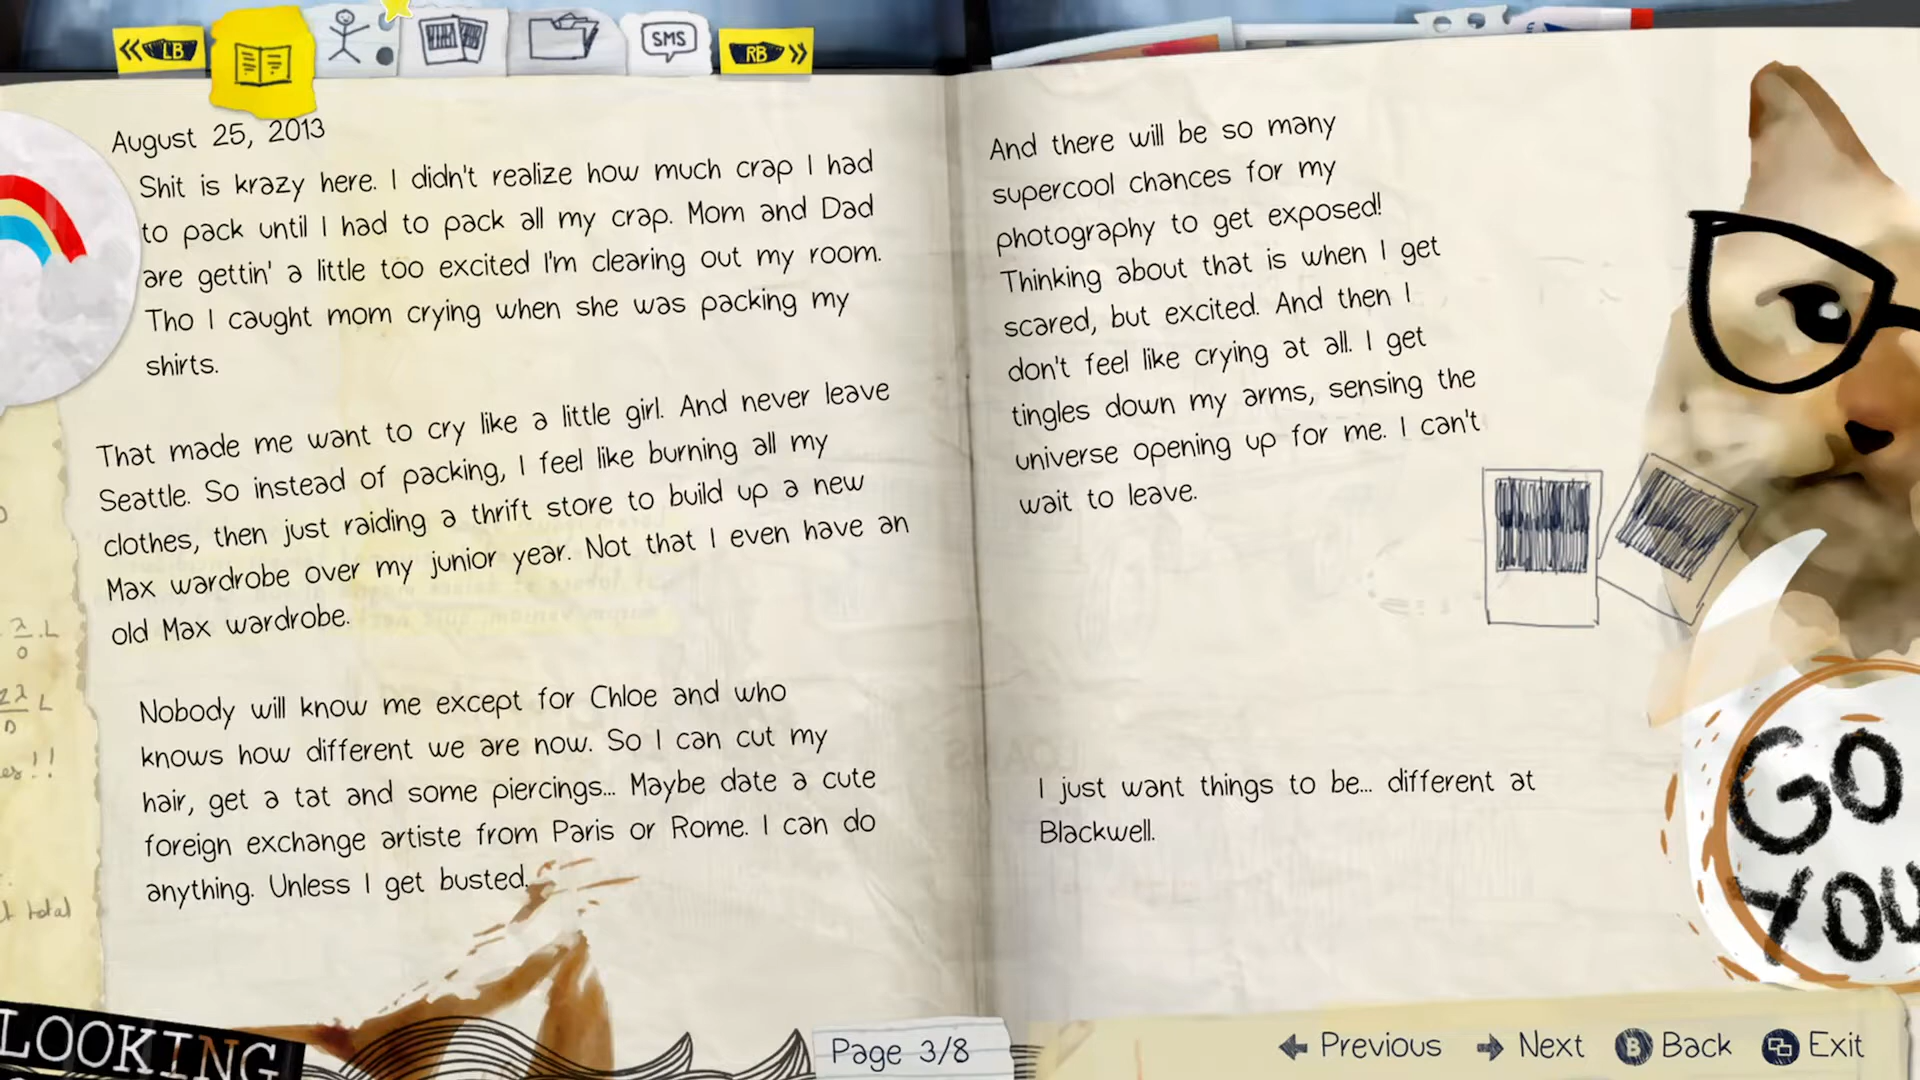 LB
SMS
RB
August 25, 2013
Shit is krazy here. I didn't realize how much crap I had
to pack until I had to pack all my crap. Mom and Dad
are gettin' a little too excited I'm clearing out my room.
Tho I caught mom crying when she was packing my
shirts.
That made me want to cry like a little girl. And never leave
Seattle. So instead of packing, I feel like burning all my
clothes, then just raiding a thrift store to build up a new
Max wardrobe over my junior year. Not that I even have an
old Max wardrobe.
Nobody will know me except for Chloe and who
knows how different we are now. So I can cut my
hair, get a tat and some piercings... Maybe date a cute
foreign exchange artiste from Paris or Rome. I can do
anything. Unless I get busted.
And there will be so many
supercool chances for my
photography to get exposed!
Thinking about that is when I get
scared, but excited. And then I
don't feel like crying at all. I get
tingles down my arms, sensing the
universe opening up for me. I can't
wait to leave.
I just want things to be... different at
Blackwell.
GO
YOU
LOOKING
Page 3/8
Previous
Next
B Back
Exit
total